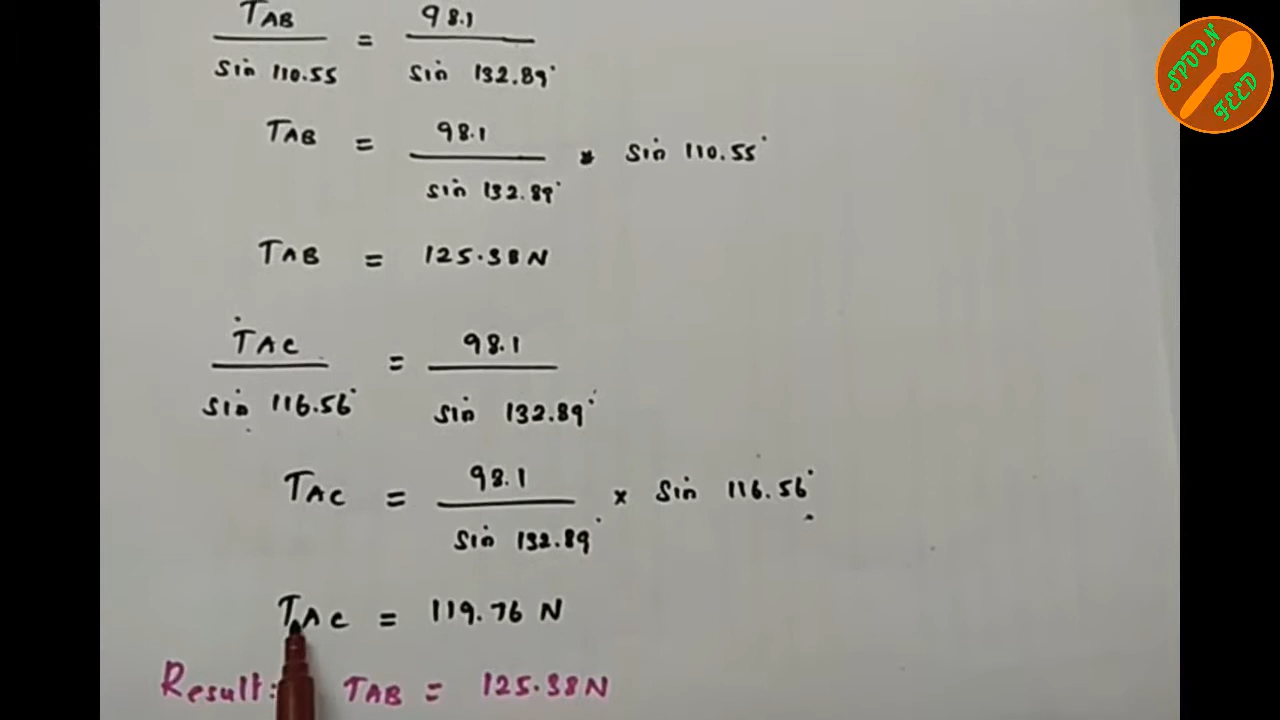 TAB / sin 110.55 = 98.1 / sin 132.89°
TAB = 98.1 / sin 132.89° * sin 110.55°
TAB = 125.38 N
TAC / sin 116.56° = 98.1 / sin 132.89°
TAC = 98.1 / sin 132.89° × sin 116.56°
TAC = 119.76 N
Result: TAB = 125.38 N
SPOON
FEED